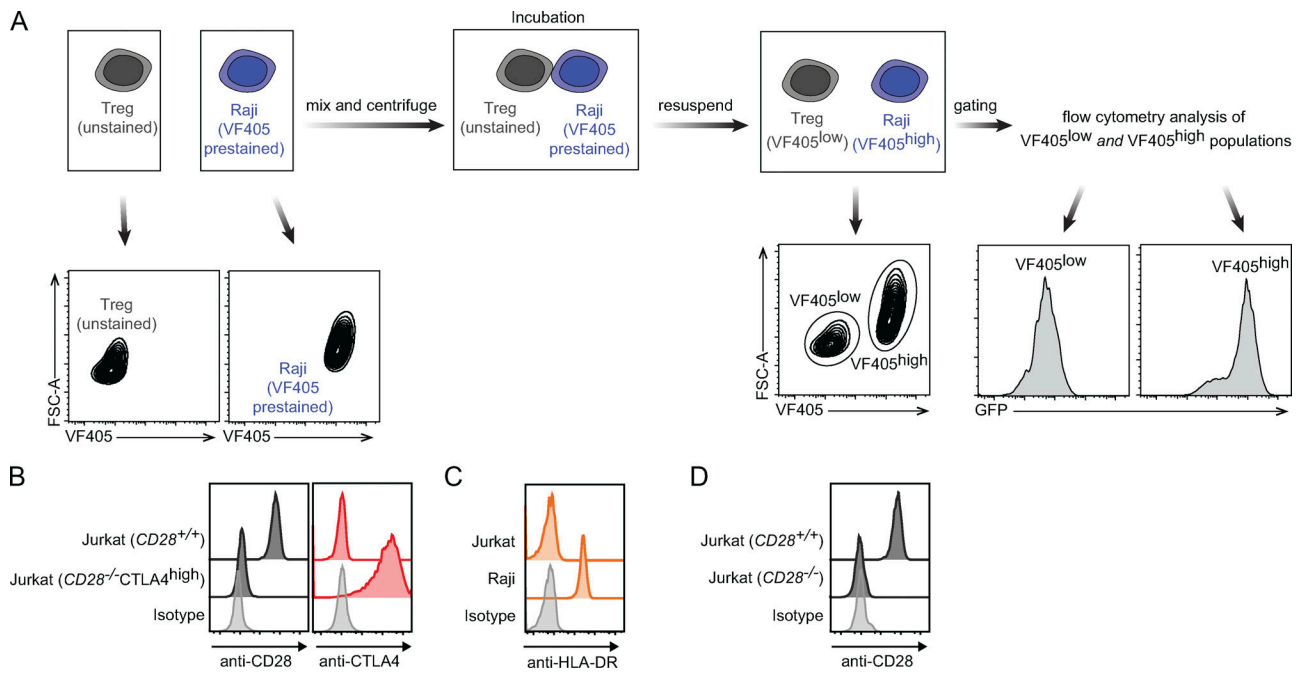 A
Incubation
Treg
(unstained)
Raji
(VF405
prestained)
mix and centrifuge
Treg
(unstained)
Raji
(VF405
prestained)
resuspend
Treg
(VF405low)
Raji
(VF405high)
gating
flow cytometry analysis of
VF405low and VF405high populations
FSC-A
Treg
(unstained)
VF405
Raji
(VF405
prestained)
VF405
FSC-A
VF405low
VF405high
VF405
VF405low
VF405high
GFP
B
Jurkat (CD28+/+)
Jurkat (CD28-/-CTLA4high)
Isotype
anti-CD28
anti-CTLA4
C
Jurkat
Raji
Isotype
anti-HLA-DR
D
Jurkat (CD28+/+)
Jurkat (CD28-/-)
Isotype
anti-CD28